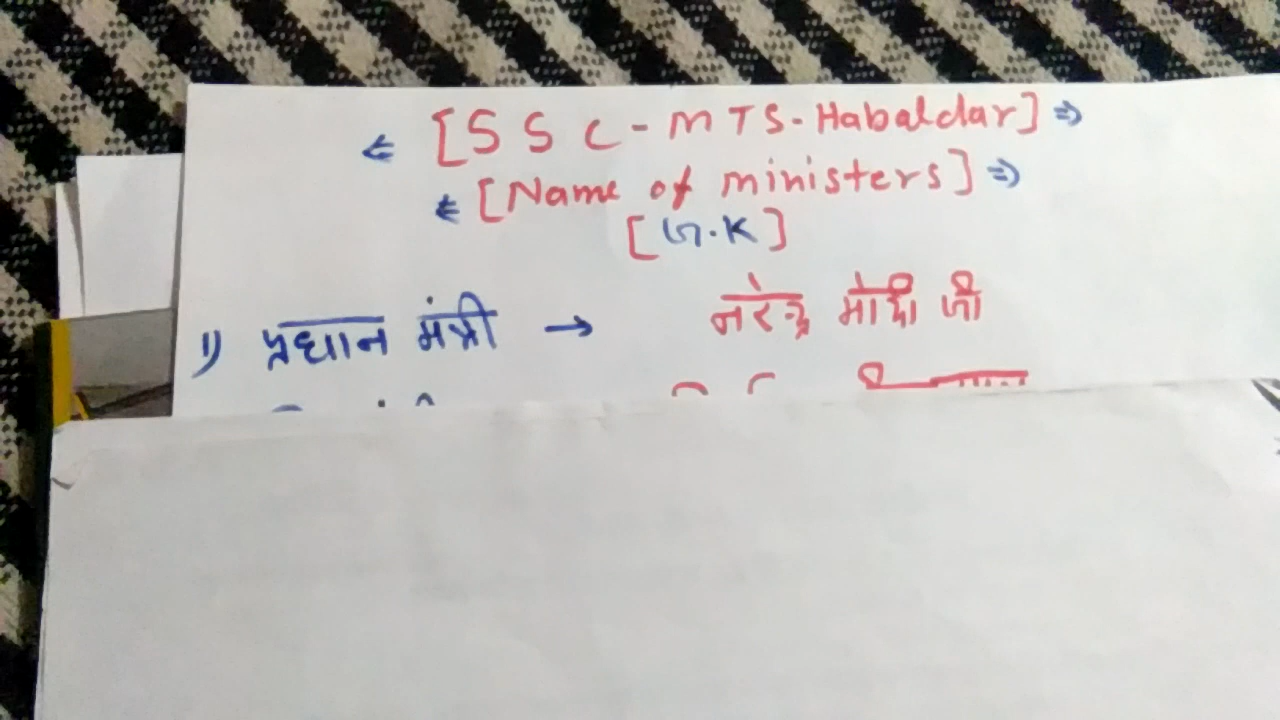 ⇐ [SSC-MTS-Habaldar] ⇒
⇐ [Name of ministers] ⇒
[G.K]
1) प्रधान मंत्री → नरेन्द्र मोदी जी